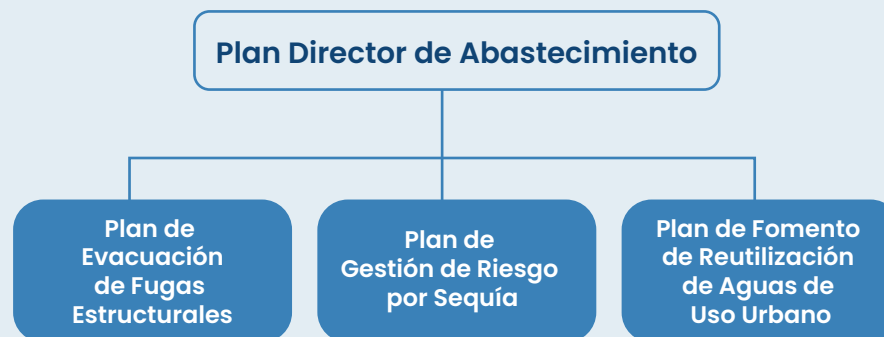 Plan Director de Abastecimiento
Plan de
Evacuación
de Fugas
Estructurales
Plan de
Gestión de Riesgo
por Sequía
Plan de Fomento
de Reutilización
de Aguas de
Uso Urbano